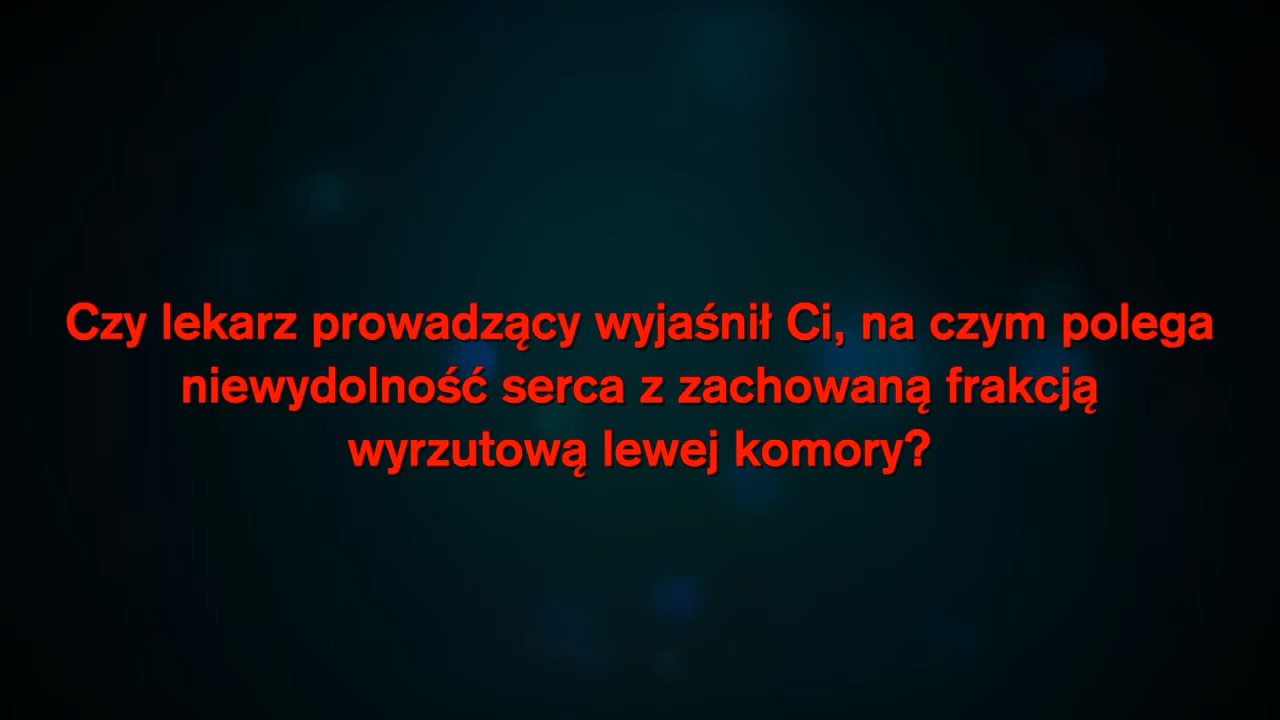 Czy lekarz prowadzący wyjaśnił Ci, na czym polega
niewydolność serca z zachowaną frakcją
wyrzutową lewej komory?